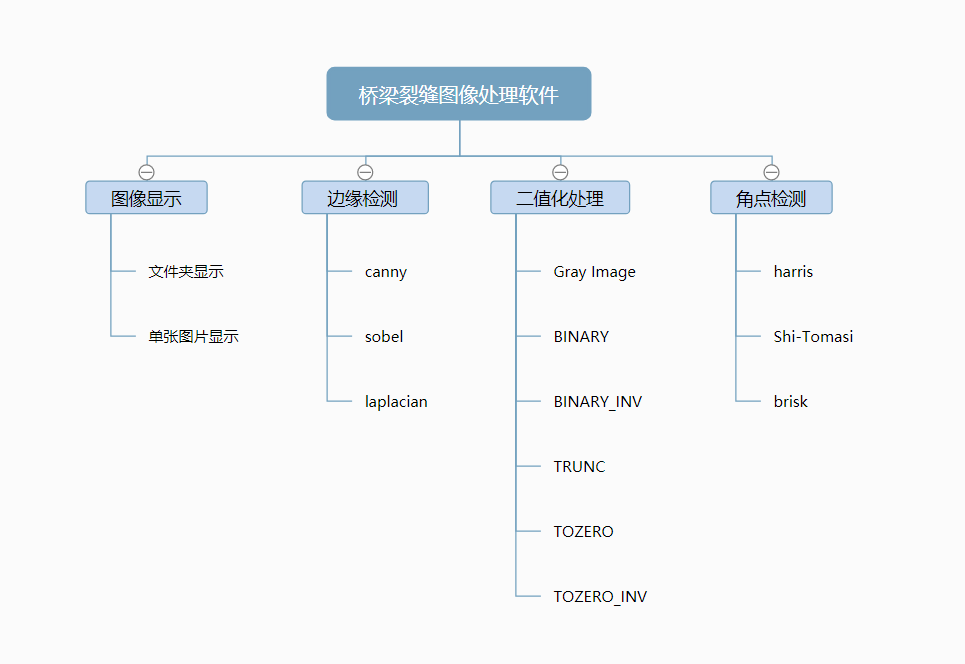 桥梁裂缝图像处理软件
图像显示
文件夹显示
单张图片显示
边缘检测
canny
sobel
laplacian
二值化处理
Gray Image
BINARY
BINARY_INV
TRUNC
TOZERO
TOZERO_INV
角点检测
harris
Shi-Tomasi
brisk